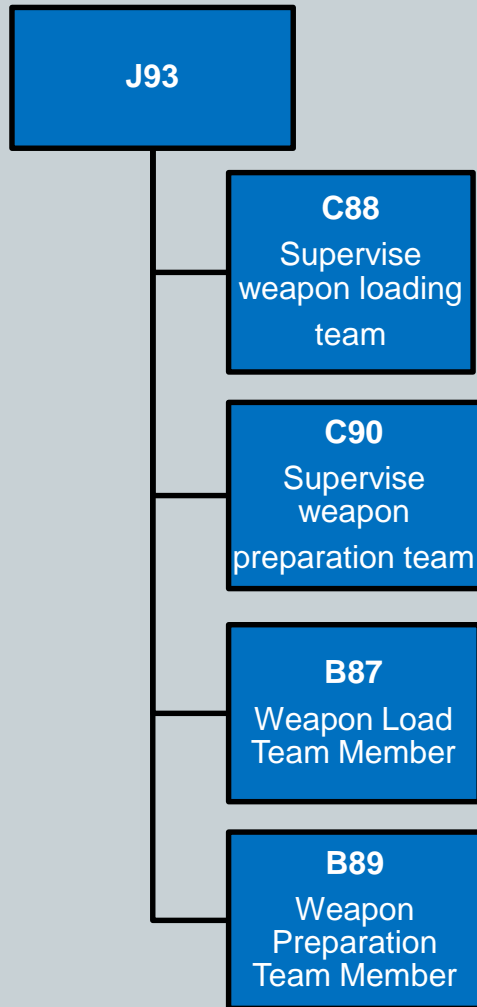 J93
C88
Supervise
weapon loading
team
C90
Supervise
weapon
preparation team
B87
Weapon Load
Team Member
B89
Weapon
Preparation
Team Member